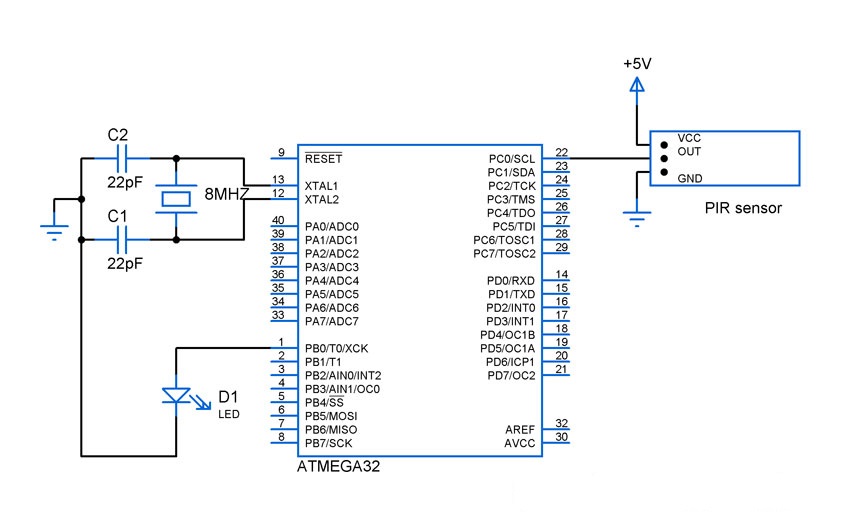 +5V
C2
22pF
8MHZ
C1
22pF
9 RESET
13 XTAL1
12 XTAL2
40 PA0/ADC0
39 PA1/ADC1
38 PA2/ADC2
37 PA3/ADC3
36 PA4/ADC4
35 PA5/ADC5
34 PA6/ADC6
33 PA7/ADC7
1 PB0/T0/XCK
2 PB1/T1
3 PB2/AIN0/INT2
4 PB3/AIN1/OC0
5 PB4/SS
6 PB5/MOSI
7 PB6/MISO
8 PB7/SCK
PC0/SCL 22
PC1/SDA 23
PC2/TCK 24
PC3/TMS 25
PC4/TDO 26
PC5/TDI 27
PC6/TOSC1 28
PC7/TOSC2 29
PD0/RXD 14
PD1/TXD 15
PD2/INT0 16
PD3/INT1 17
PD4/OC1B 18
PD5/OC1A 19
PD6/ICP1 20
PD7/OC2 21
AREF 32
AVCC 30
ATMEGA32
VCC
OUT
GND
PIR sensor
D1
LED